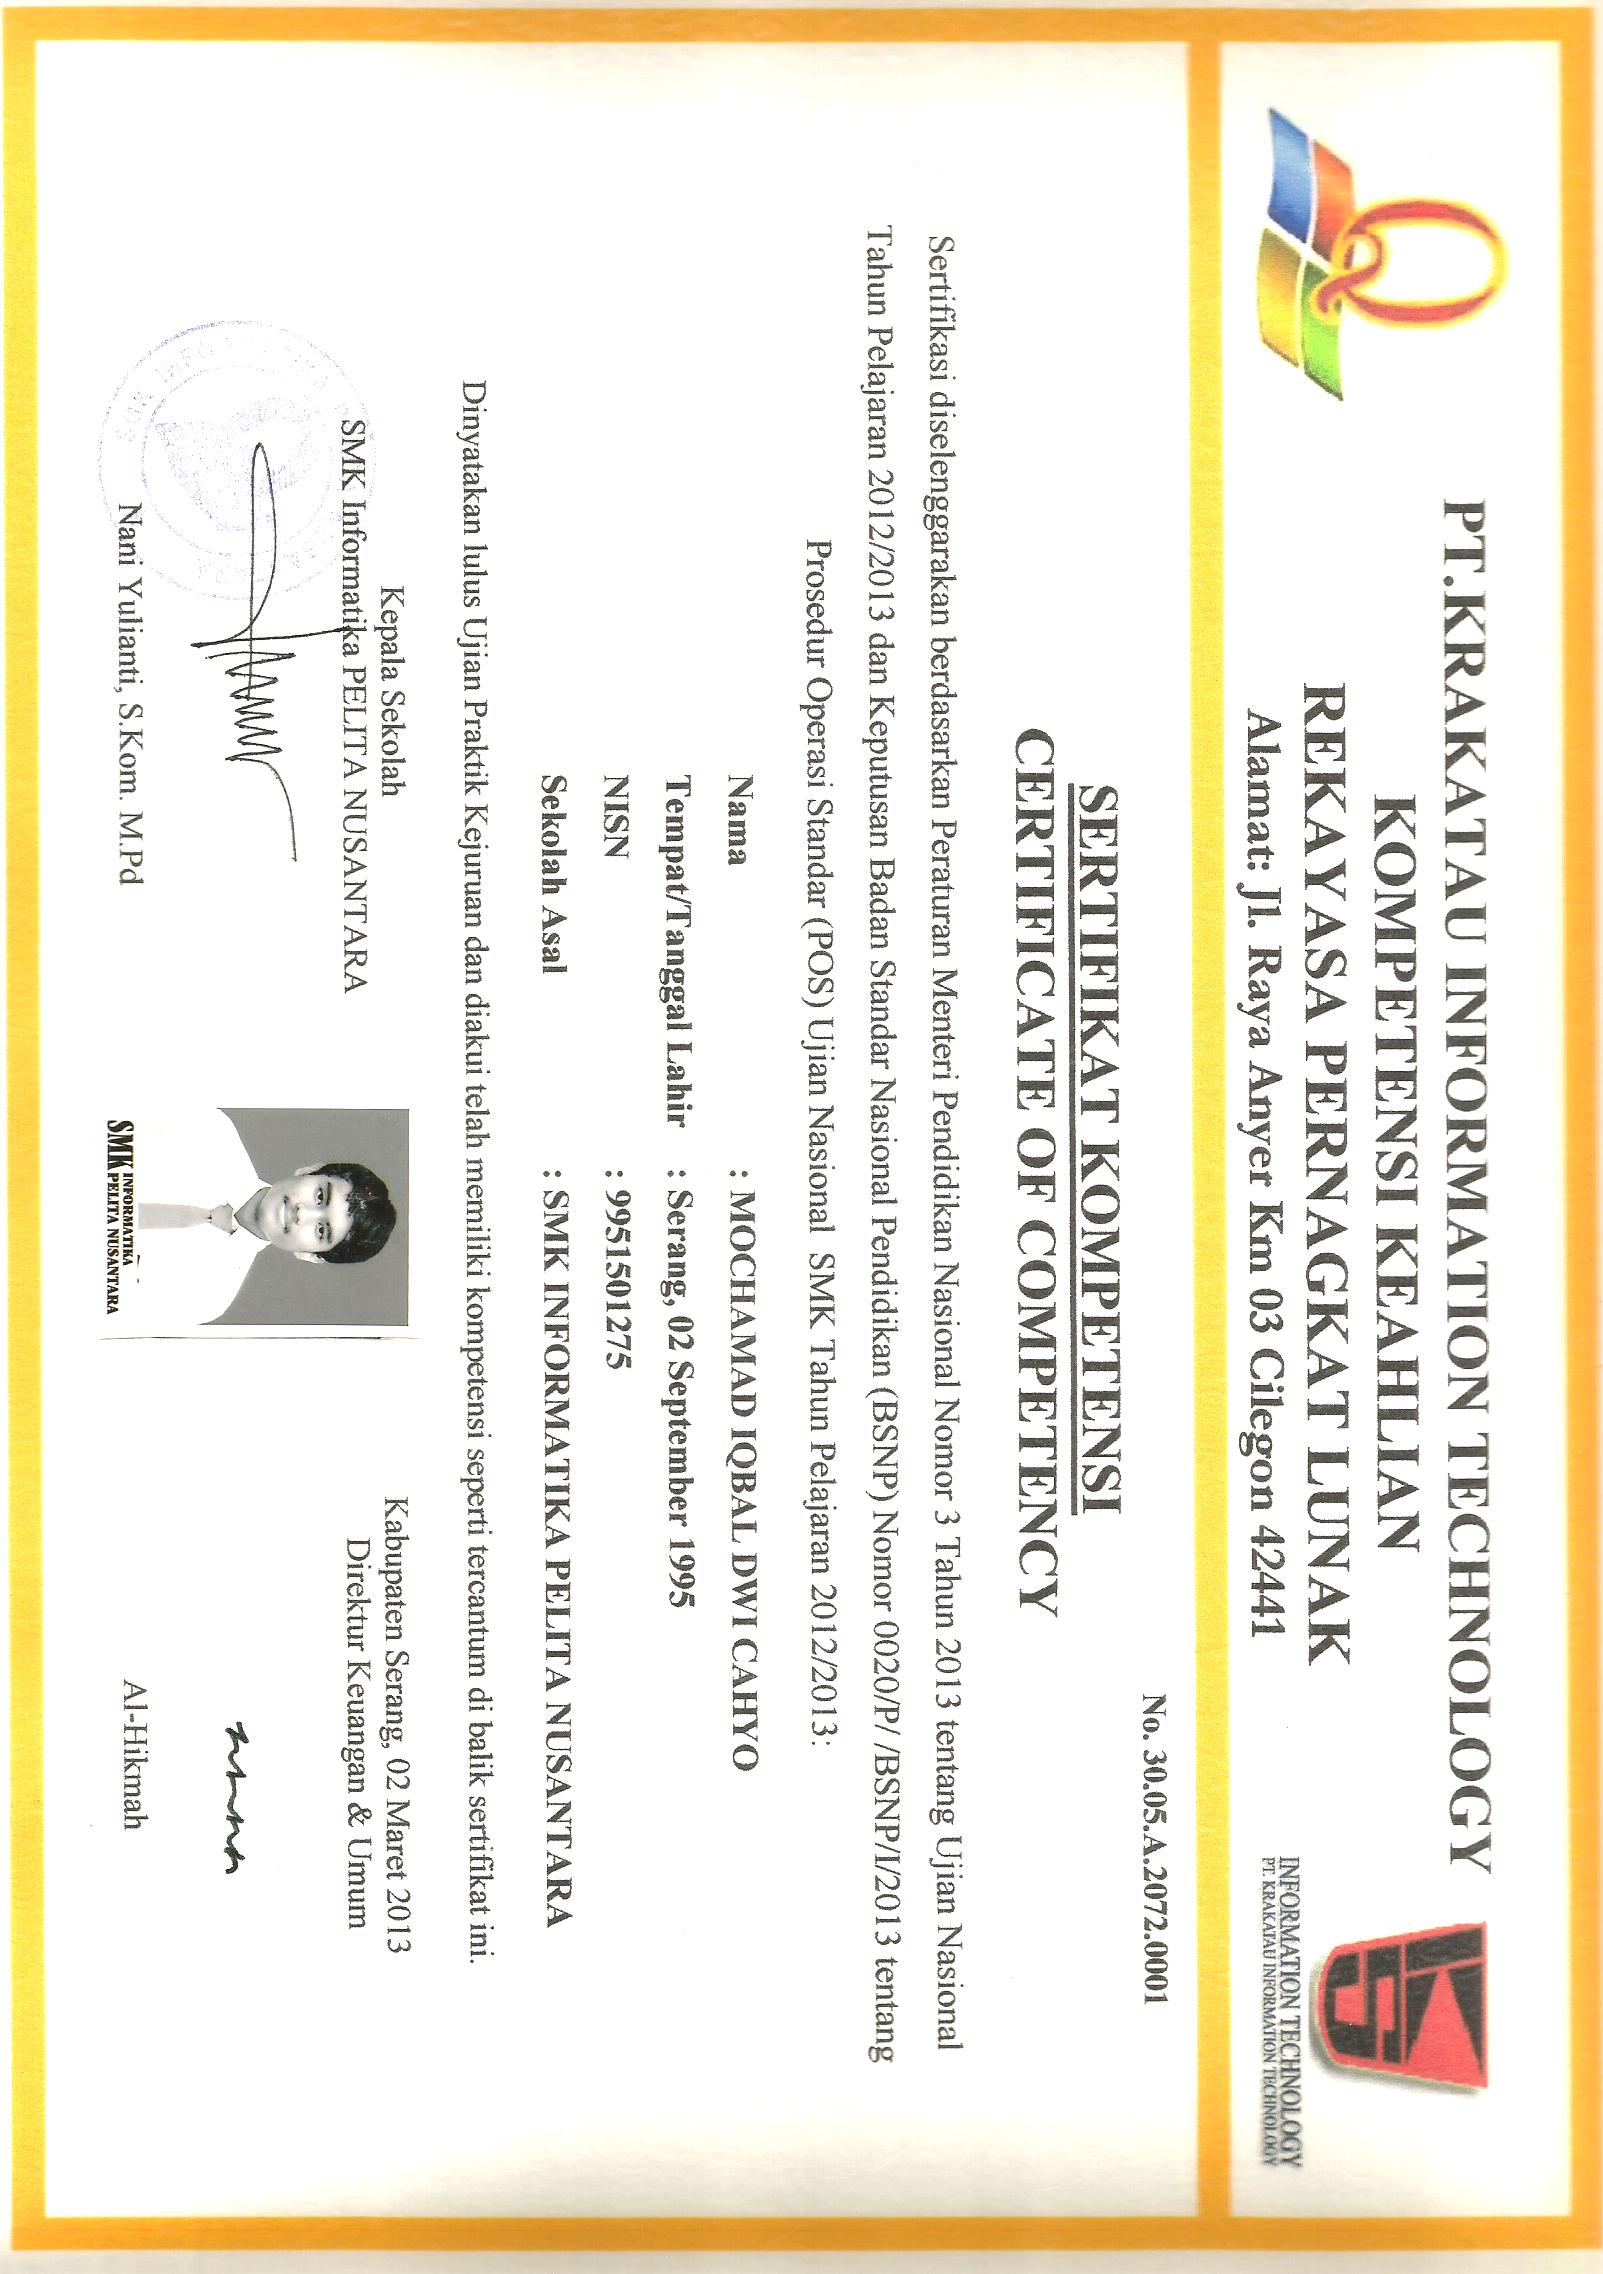 PT.KRAKATAU INFORMATION TECHNOLOGY
KOMPETENSI KEAHLIAN
REKAYASA PERNAGKAT LUNAK
Alamat: Jl. Raya Anyer Km 03 Cilegon 42441
INFORMATION TECHNOLOGY
PT. KRAKATAU INFORMATION TECHNOLOGY
No. 30.05.A.2072.0001
SERTIFIKAT KOMPETENSI
CERTIFICATE OF COMPETENCY
Sertifikasi diselenggarakan berdasarkan Peraturan Menteri Pendidikan Nasional Nomor 3 Tahun 2013 tentang Ujian Nasional
Tahun Pelajaran 2012/2013 dan Keputusan Badan Standar Nasional Pendidikan (BSNP) Nomor 0020/P/ /BSNP/I/2013 tentang
Prosedur Operasi Standar (POS) Ujian Nasional SMK Tahun Pelajaran 2012/2013:
Nama : MOCHAMAD IQBAL DWI CAHYO
Tempat/Tanggal Lahir : Serang, 02 September 1995
NISN : 9951501275
Sekolah Asal : SMK INFORMATIKA PELITA NUSANTARA
Dinyatakan lulus Ujian Praktik Kejuruan dan diakui telah memiliki kompetensi seperti tercantum di balik sertifikat ini.
Kepala Sekolah
SMK Informatika PELITA NUSANTARA
Nani Yulianti, S.Kom. M.Pd
SMK INFORMATIKA
PELITA NUSANTARA
Kabupaten Serang, 02 Maret 2013
Direktur Keuangan & Umum
Al-Hikmah